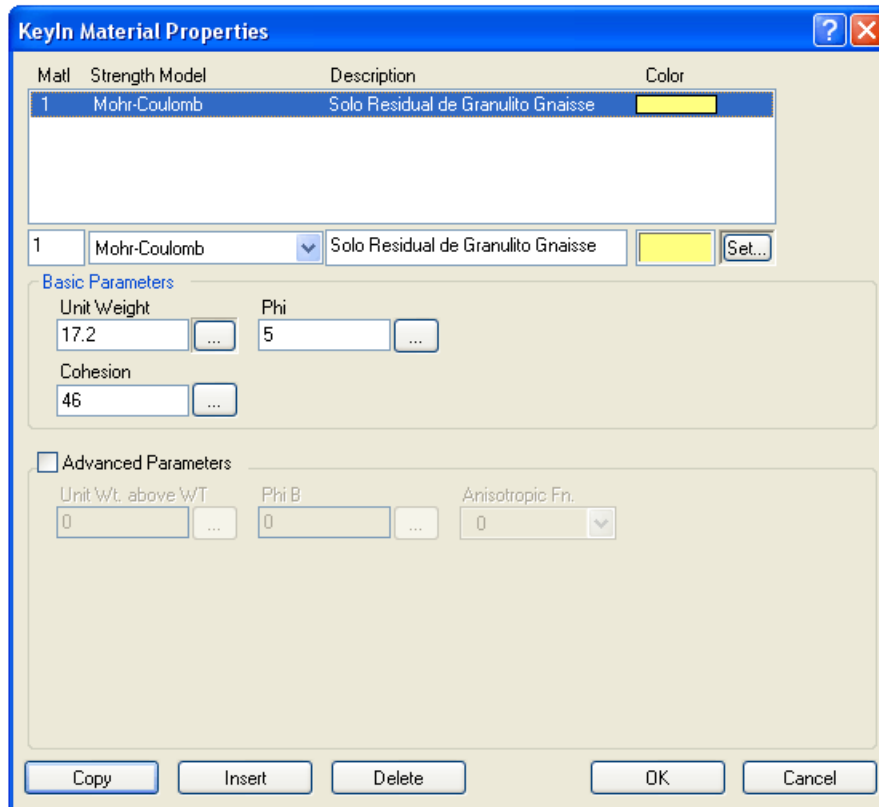 KeyIn Material Properties
Matl Strength Model Description Color
1 Mohr-Coulomb Solo Residual de Granulito Gnaisse
1 Mohr-Coulomb Solo Residual de Granulito Gnaisse Set...
Basic Parameters
Unit Weight Phi
17.2 ... 5 ...
Cohesion
46 ...
Advanced Parameters
Unit Wt. above WT Phi B Anisotropic Fn.
0 ... 0 ... 0
Copy Insert Delete OK Cancel